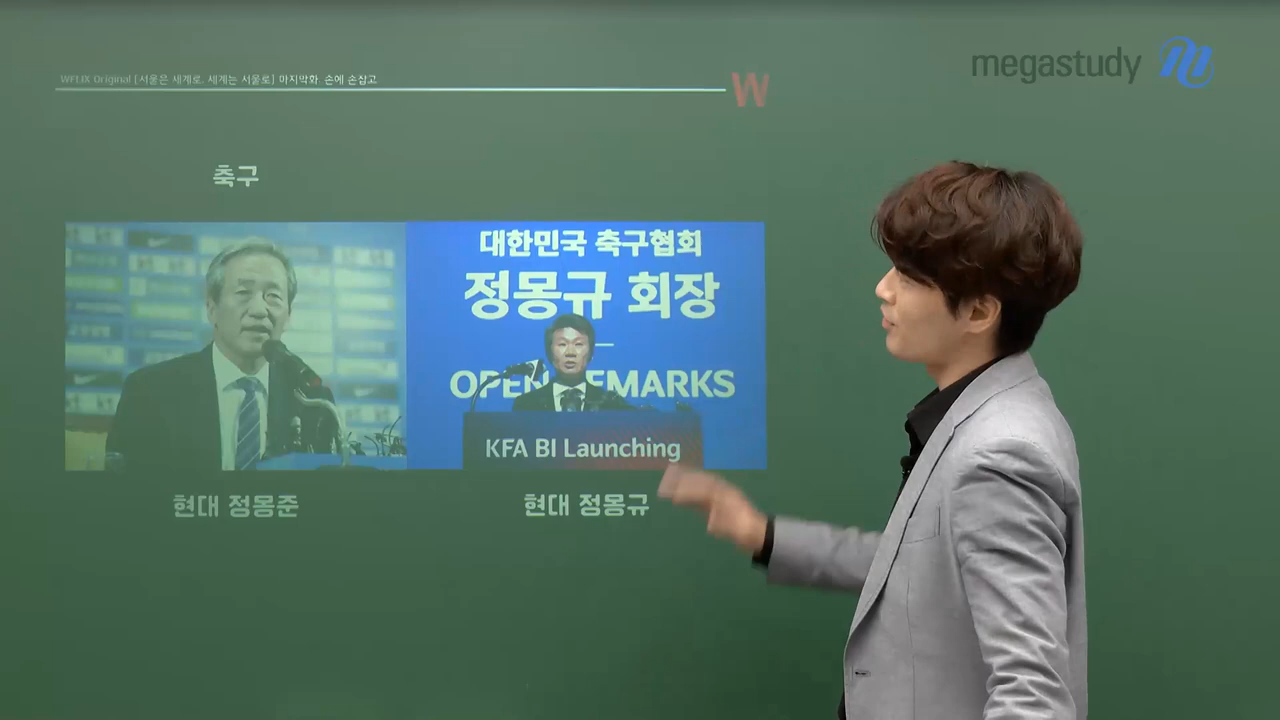 WFLIX Original [서울은 세계로, 세계는 서울로] 마지막화. 손에 손잡고
W
megastudy
축구
대한민국 축구협회
정몽규 회장
OPEN EMARKS
KFA BI Launching
현대 정몽준
현대 정몽규